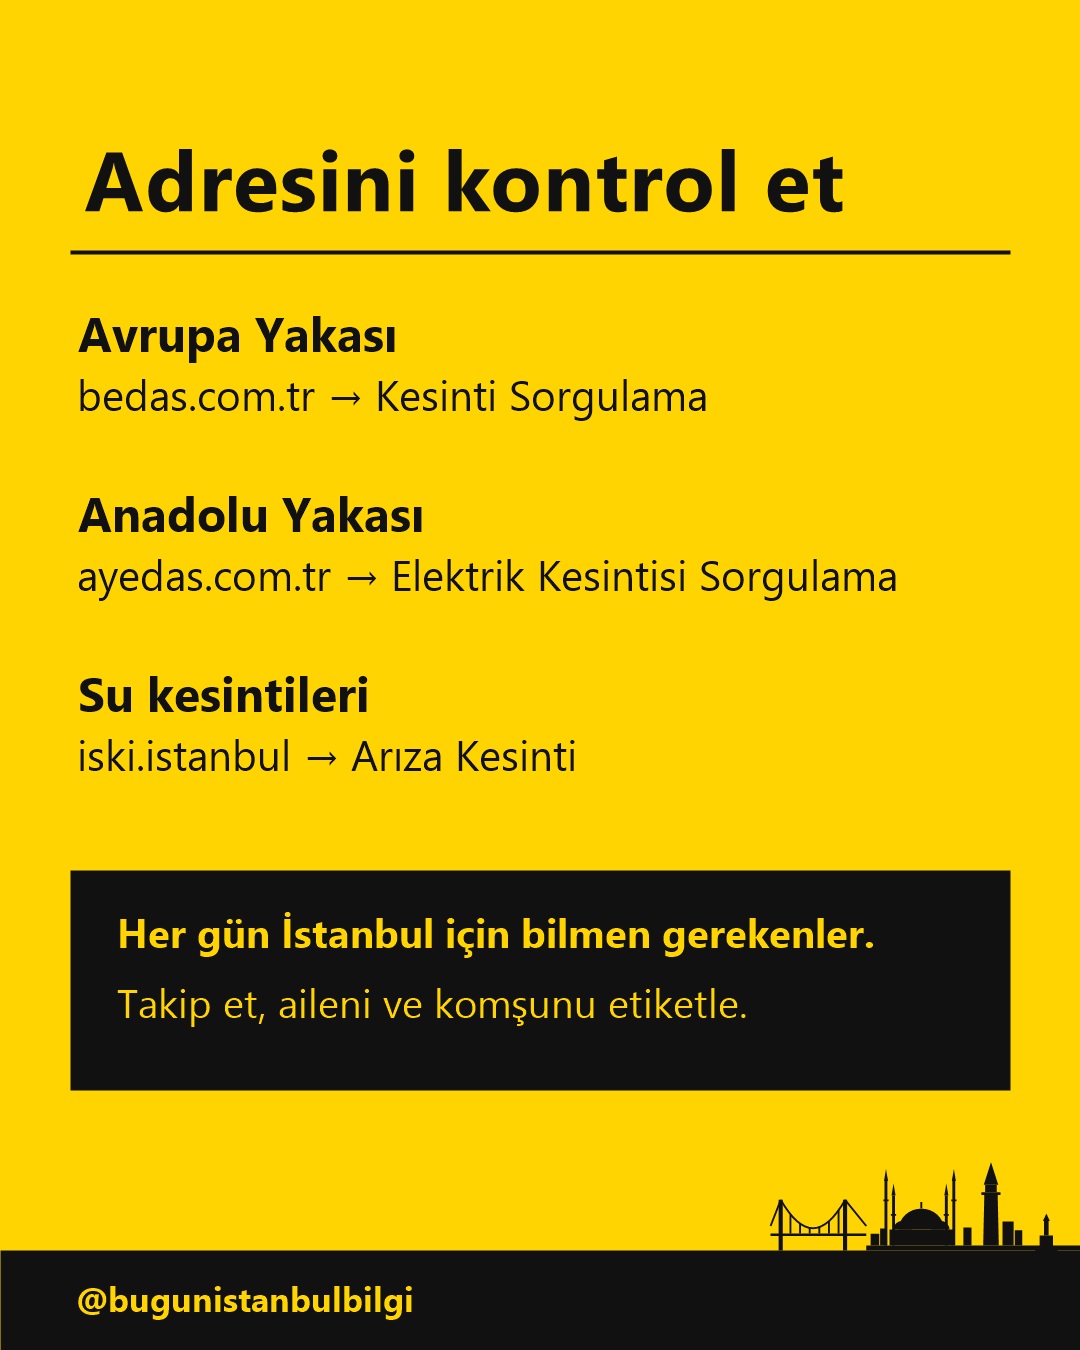 Adresini kontrol et
Avrupa Yakası
bedas.com.tr → Kesinti Sorgulama
Anadolu Yakası
ayedas.com.tr → Elektrik Kesintisi Sorgulama
Su kesintileri
iski.istanbul → Arıza Kesinti
Her gün İstanbul için bilmen gerekenler.
Takip et, aileni ve komşunu etiketle.
@bugunistanbulbilgi